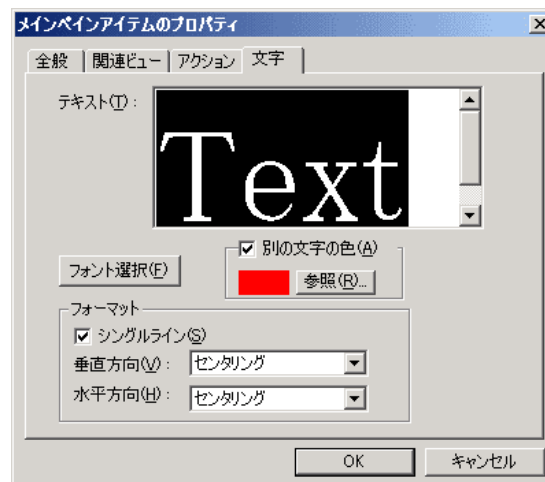 メインペインアイテムのプロパティ
全般 関連ビュー アクション 文字
テキスト(T):
Text
別の文字の色(A)
フォント選択(F)
参照(R)...
フォーマット
シングルライン(S)
垂直方向(V): センタリング
水平方向(H): センタリング
OK キャンセル